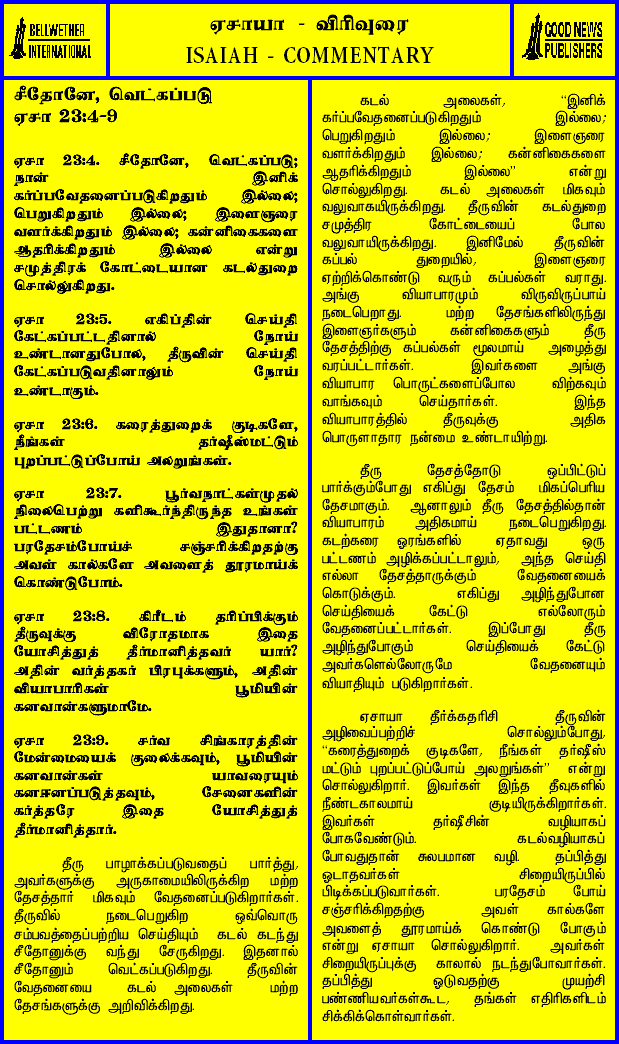 BELLWETHER
INTERNATIONAL
ஏசாயா - விரிவுரை
ISAIAH - COMMENTARY
GOOD NEWS
PUBLISHERS
சீதோனே, வெட்கப்படு
ஏசா 23:4-9
ஏசா 23:4. சீதோனே, வெட்கப்படு;
நான் இனிக்
கர்ப்பவேதனைப்படுகிறதும் இல்லை;
பெறுகிறதும் இல்லை; இளைஞரை
வளர்க்கிறதும் இல்லை; கன்னிகைகளை
ஆதரிக்கிறதும் இல்லை என்று
சமுத்திரக் கோட்டையான கடல்துறை
சொல்லுகிறது.
ஏசா 23:5. எகிப்தின் செய்தி
கேட்கப்பட்டதினால் நோய்
உண்டானதுபோல, தீருவின் செய்தி
கேட்கப்படுவதினாலும் நோய்
உண்டாகும்.
ஏசா 23:6. கரைத்துறைக் குடிகளே,
நீங்கள் தர்ஷீஸ்மட்டும்
புறப்பட்டுப்போய் அலறுங்கள்.
ஏசா 23:7. பூர்வநாட்கள்முதல்
நிலைபெற்று களிகூர்ந்திருந்த உங்கள்
பட்டணம் இதுதானா?
பரதேசம்போய்ச் சஞ்சரிக்கிறதற்கு
அவள் கால்களே அவளைத் தூரமாய்க்
கொண்டுபோம்.
ஏசா 23:8. கிரீடம் தரிப்பிக்கும்
தீருவுக்கு விரோதமாக இதை
யோசித்துத் தீர்மானித்தவர் யார்?
அதின் வர்த்தகர் பிரபுக்களும், அதின்
வியாபாரிகள் பூமியின்
கனவான்களுமாமே.
ஏசா 23:9. சர்வ சிங்காரத்தின்
மேன்மையைக் குலைக்கவும், பூமியின்
கனவான்கள் யாவரையும்
கனஈனப்படுத்தவும், சேனைகளின்
கர்த்தரே இதை யோசித்துத்
தீர்மானித்தார்.
தீரு பாழாக்கப்படுவதைப் பார்த்து,
அவர்களுக்கு அருகாமையிலிருக்கிற மற்ற
தேசத்தார் மிகவும் வேதனைப்படுகிறார்கள்.
தீருவில் நடைபெறுகிற ஒவ்வொரு
சம்பவத்தைப்பற்றிய செய்தியும் கடல் கடந்து
சீதோனுக்கு வந்து சேருகிறது. இதனால்
சீதோனும் வெட்கப்படுகிறது. தீருவின்
வேதனையை கடல் அலைகள் மற்ற
தேசங்களுக்கு அறிவிக்கிறது.
கடல் அலைகள், “இனிக்
கர்ப்பவேதனைப்படுகிறதும் இல்லை;
பெறுகிறதும் இல்லை; இளைஞரை
வளர்க்கிறதும் இல்லை; கன்னிகைகளை
ஆதரிக்கிறதும் இல்லை” என்று
சொல்லுகிறது. கடல் அலைகள் மிகவும்
வலுவாகயிருக்கிறது. தீருவின் கடல்துறை
சமுத்திர கோட்டையைப் போல
வலுவாயிருக்கிறது. இனிமேல் தீருவின்
கப்பல் துறையில், இளைஞரை
ஏற்றிக்கொண்டு வரும் கப்பல்கள் வராது.
அங்கு வியாபாரமும் விருவிருப்பாய்
நடைபெறாது. மற்ற தேசங்களிலிருந்து
இளைஞர்களும் கன்னிகைகளும் தீரு
தேசத்திற்கு கப்பல்கள் மூலமாய் அழைத்து
வரப்பட்டார்கள். இவர்களை அங்கு
வியாபார பொருட்களைப்போல விற்கவும்
வாங்கவும் செய்தார்கள். இந்த
வியாபாரத்தில் தீருவுக்கு அதிக
பொருளாதார நன்மை உண்டாயிற்று.
தீரு தேசத்தோடு ஒப்பிட்டுப்
பார்க்கும்போது எகிப்து தேசம் மிகப்பெரிய
தேசமாகும். ஆனாலும் தீரு தேசத்தில்தான்
வியாபாரம் அதிகமாய் நடைபெறுகிறது.
கடற்கரை ஓரங்களில் ஏதாவது ஒரு
பட்டணம் அழிக்கப்பட்டாலும், அந்த செய்தி
எல்லா தேசத்தாருக்கும் வேதனையைக்
கொடுக்கும். எகிப்து அழிந்துபோன
செய்தியைக் கேட்டு எல்லோரும்
வேதனைப்பட்டார்கள். இப்போது தீரு
அழிந்துபோகும் செய்தியைக் கேட்டு
அவர்களெல்லோருமே வேதனையும்
வியாதியும் படுகிறார்கள்.
ஏசாயா தீர்க்கதரிசி தீருவின்
அழிவைப்பற்றிச் சொல்லும்போது,
“கரைத்துறைக் குடிகளே, நீங்கள் தர்ஷீஸ்
மட்டும் புறப்பட்டுப்போய் அலறுங்கள்” என்று
சொல்லுகிறார். இவர்கள் இந்த தீவுகளில்
நீண்டகாலமாய் குடியிருக்கிறார்கள்.
இவர்கள் தர்ஷீசின் வழியாகப்
போகவேண்டும். கடல்வழியாகப்
போவதுதான் சுலபமான வழி. தப்பித்து
ஓடாதவர்கள் சிறையிருப்பில்
பிடிக்கப்படுவார்கள். பரதேசம் போய்
சஞ்சரிக்கிறதற்கு அவள் கால்களே
அவளைத் தூரமாய்க் கொண்டு போகும்
என்று ஏசாயா சொல்லுகிறார். அவர்கள்
சிறையிருப்புக்கு காலால் நடந்துபோவார்கள்.
தப்பித்து ஓடுவதற்கு முயற்சி
பண்ணியவர்கள்கூட, தங்கள் எதிரிகளிடம்
சிக்கிக்கொள்வார்கள்.